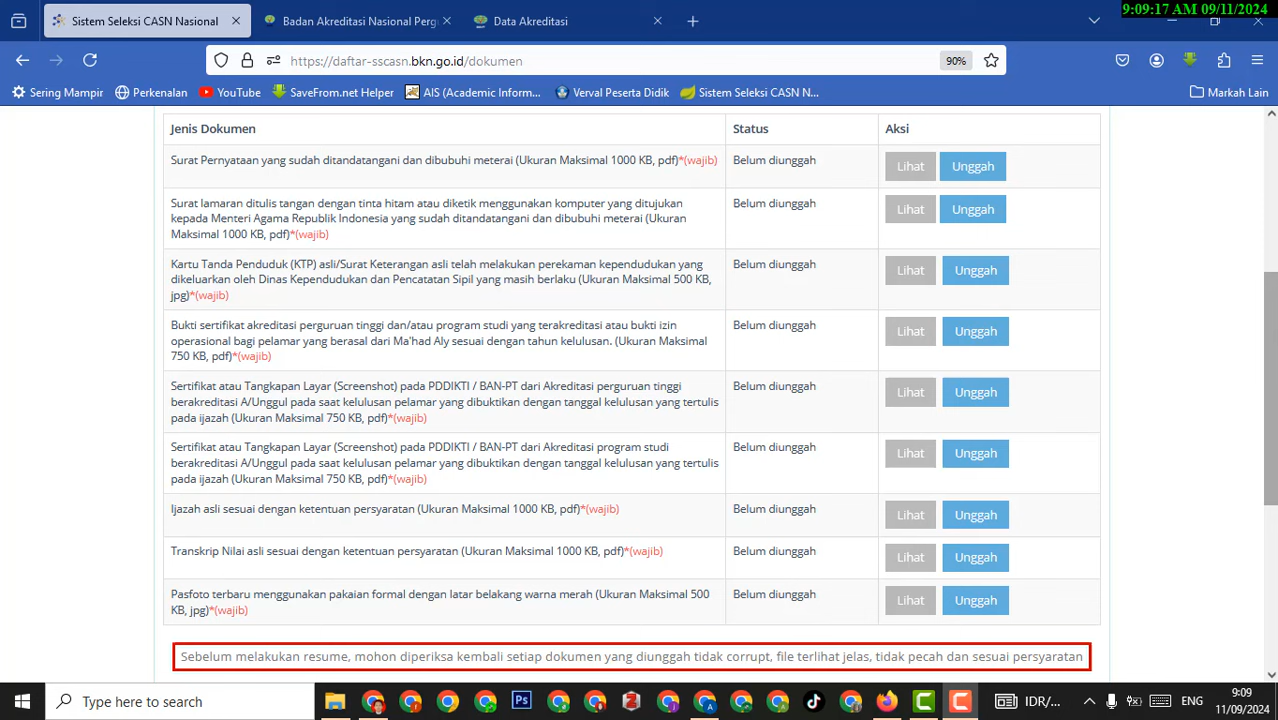 9:09:17 AM 09/11/2024
Sistem Seleksi CASN Nasional
Badan Akreditasi Nasional Pergu
Data Akreditasi
https://daftar-sscasn.bkn.go.id/dokumen
90%
Sering Mampir
Perkenalan
YouTube
SaveFrom.net Helper
AIS (Academic Inform...
Verval Peserta Didik
Sistem Seleksi CASN N...
Markah Lain
Jenis Dokumen Status Aksi
Surat Pernyataan yang sudah ditandatangani dan dibubuhi meterai (Ukuran Maksimal 1000 KB, pdf)*(wajib) Belum diunggah Lihat Unggah
Surat lamaran ditulis tangan dengan tinta hitam atau diketik menggunakan komputer yang ditujukan Belum diunggah Lihat Unggah
kepada Menteri Agama Republik Indonesia yang sudah ditandatangani dan dibubuhi meterai (Ukuran
Maksimal 1000 KB, pdf)*(wajib)
Kartu Tanda Penduduk (KTP) asli/Surat Keterangan asli telah melakukan perekaman kependudukan yang Belum diunggah Lihat Unggah
dikeluarkan oleh Dinas Kependudukan dan Pencatatan Sipil yang masih berlaku (Ukuran Maksimal 500 KB,
jpg)*(wajib)
Bukti sertifikat akreditasi perguruan tinggi dan/atau program studi yang terakreditasi atau bukti izin Belum diunggah Lihat Unggah
operasional bagi pelamar yang berasal dari Ma'had Aly sesuai dengan tahun kelulusan. (Ukuran Maksimal
750 KB, pdf)*(wajib)
Sertifikat atau Tangkapan Layar (Screenshot) pada PDDIKTI / BAN-PT dari Akreditasi perguruan tinggi Belum diunggah Lihat Unggah
berakreditasi A/Unggul pada saat kelulusan pelamar yang dibuktikan dengan tanggal kelulusan yang tertulis
pada ijazah (Ukuran Maksimal 750 KB, pdf)*(wajib)
Sertifikat atau Tangkapan Layar (Screenshot) pada PDDIKTI / BAN-PT dari Akreditasi program studi Belum diunggah Lihat Unggah
berakreditasi A/Unggul pada saat kelulusan pelamar yang dibuktikan dengan tanggal kelulusan yang tertulis
pada ijazah (Ukuran Maksimal 750 KB, pdf)*(wajib)
Ijazah asli sesuai dengan ketentuan persyaratan (Ukuran Maksimal 1000 KB, pdf)*(wajib) Belum diunggah Lihat Unggah
Transkrip Nilai asli sesuai dengan ketentuan persyaratan (Ukuran Maksimal 1000 KB, pdf)*(wajib) Belum diunggah Lihat Unggah
Pasfoto terbaru menggunakan pakaian formal dengan latar belakang warna merah (Ukuran Maksimal 500 Belum diunggah Lihat Unggah
KB, jpg)*(wajib)
Sebelum melakukan resume, mohon diperiksa kembali setiap dokumen yang diunggah tidak corrupt, file terlihat jelas, tidak pecah dan sesuai persyaratan
Type here to search
Ps
IDR/...
ENG
9:09
11/09/2024